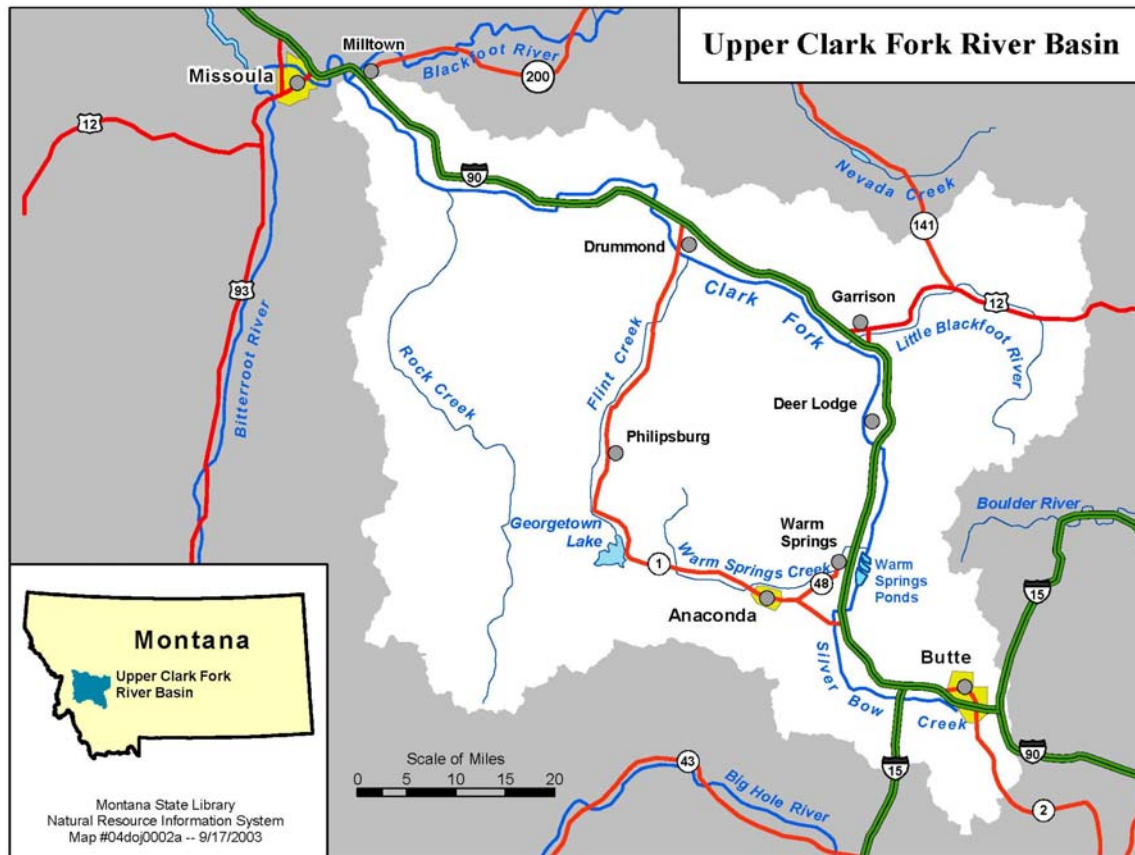 Upper Clark Fork River Basin
Milltown
Blackfoot River
200
Missoula
12
90
Nevada Creek
141
Drummond
Clark Fork
Garrison
12
93
Bitterroot River
Rock Creek
Flint Creek
Little Blackfoot River
Deer Lodge
Philipsburg
Boulder River
Georgetown
Lake
Warm
Springs
1
Warm Springs Creek
48
Warm
Springs
Ponds
15
Anaconda
Butte
Silver Bow Creek
Montana
Upper Clark Fork
River Basin
Scale of Miles
0 5 10 20
43
Big Hole River
15
90
2
Montana State Library
Natural Resource Information System
Map #04doj0002a -- 9/17/2003